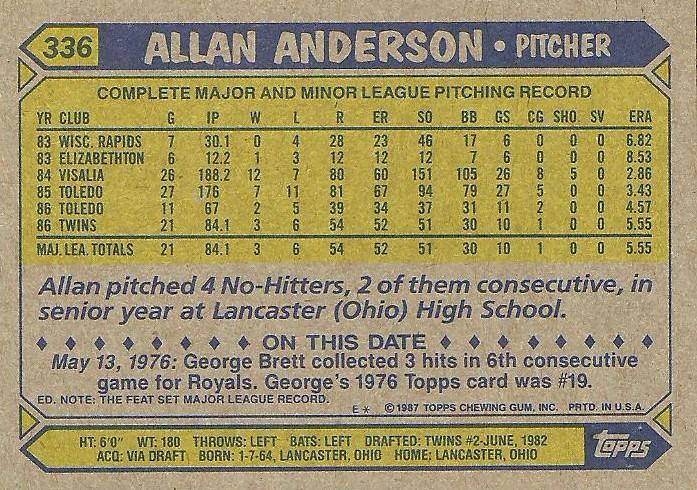 336 ALLAN ANDERSON • PITCHER
COMPLETE MAJOR AND MINOR LEAGUE PITCHING RECORD
YR CLUB G IP W L R ER SO BB GS CG SHO SV ERA
83 WISC. RAPIDS 7 30.1 0 4 28 23 46 17 6 0 0 0 6.82
83 ELIZABETHTON 6 12.2 1 3 12 12 12 7 6 0 0 0 8.53
84 VISALIA 26 188.2 12 7 80 60 151 105 26 8 5 0 2.86
85 TOLEDO 27 176 7 11 81 67 94 79 27 5 0 0 3.43
86 TOLEDO 11 67 2 5 39 34 37 31 11 2 0 0 4.57
86 TWINS 21 84.1 3 6 54 52 51 30 10 1 0 0 5.55
MAJ. LEA. TOTALS 21 84.1 3 6 54 52 51 30 10 1 0 0 5.55
Allan pitched 4 No-Hitters, 2 of them consecutive, in
senior year at Lancaster (Ohio) High School.
♦ ♦ ♦ ♦ ♦ ♦ ♦ ♦ ON THIS DATE ♦ ♦ ♦ ♦ ♦ ♦ ♦ ♦
May 13, 1976: George Brett collected 3 hits in 6th consecutive
game for Royals. George's 1976 Topps card was #19.
ED. NOTE: THE FEAT SET MAJOR LEAGUE RECORD.
E* ©1987 TOPPS CHEWING GUM, INC. PRTD. IN U.S.A.
HT: 6'0" WT: 180 THROWS: LEFT BATS: LEFT DRAFTED: TWINS #2-JUNE, 1982
ACQ: VIA DRAFT BORN: 1-7-64, LANCASTER, OHIO HOME: LANCASTER, OHIO
topps